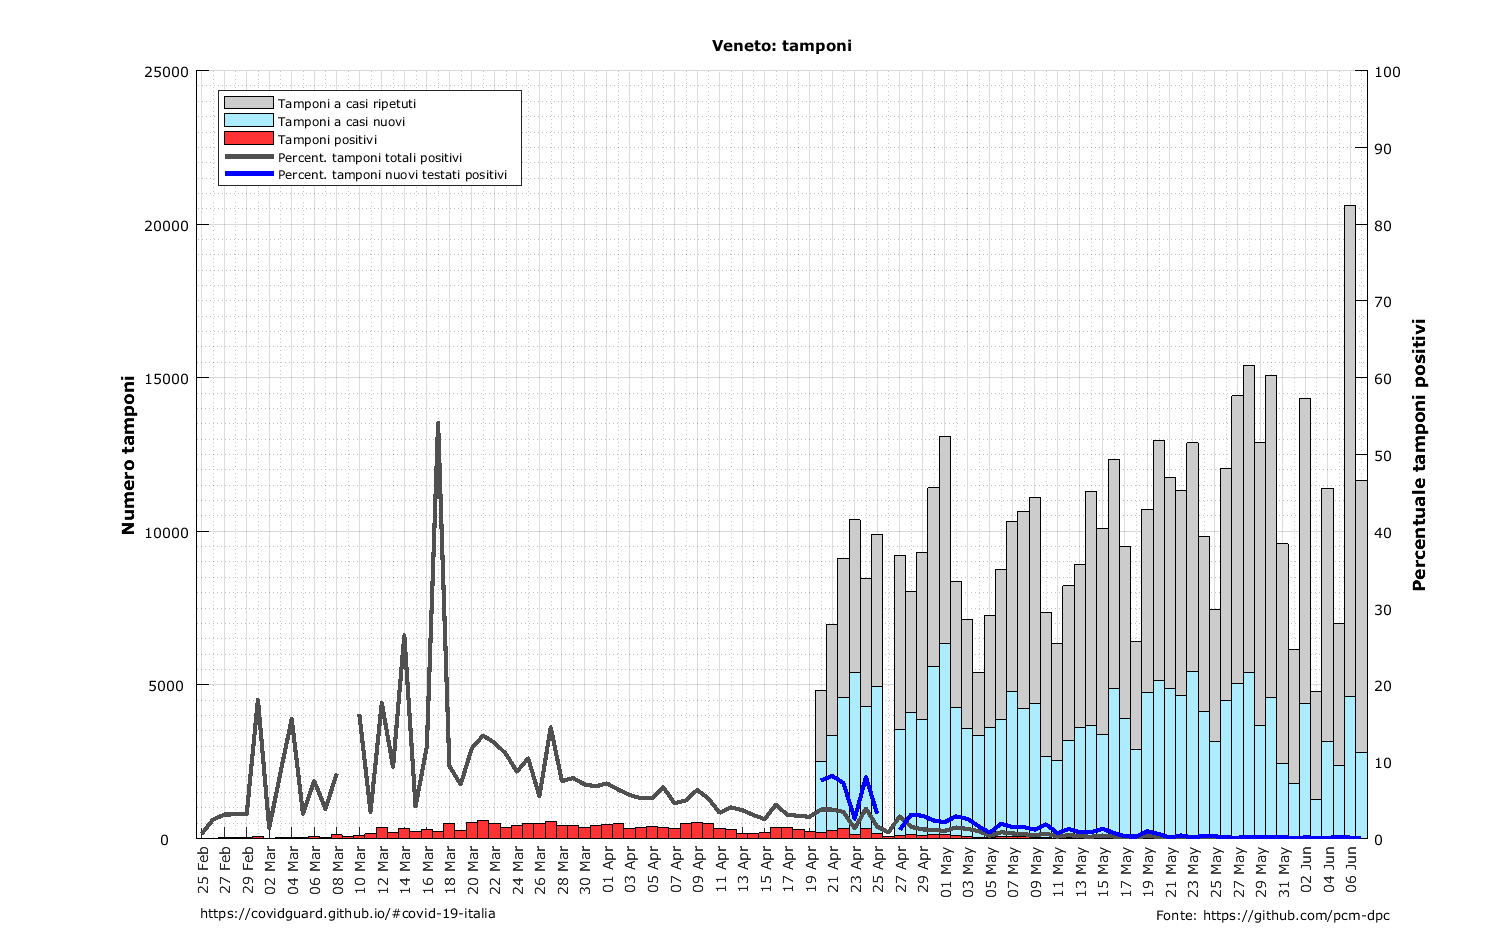 Veneto: tamponi
25000
20000
15000
10000
5000
0
Numero tamponi
Tamponi a casi ripetuti
Tamponi a casi nuovi
Tamponi positivi
Percent. tamponi totali positivi
Percent. tamponi nuovi testati positivi
100
90
80
70
60
50
40
30
20
10
0
Percentuale tamponi positivi
25 Feb
27 Feb
29 Feb
02 Mar
04 Mar
06 Mar
08 Mar
10 Mar
12 Mar
14 Mar
16 Mar
18 Mar
20 Mar
22 Mar
24 Mar
26 Mar
28 Mar
30 Mar
01 Apr
03 Apr
05 Apr
07 Apr
09 Apr
11 Apr
13 Apr
15 Apr
17 Apr
19 Apr
21 Apr
23 Apr
25 Apr
27 Apr
29 Apr
01 May
03 May
05 May
07 May
09 May
11 May
13 May
15 May
17 May
19 May
21 May
23 May
25 May
27 May
29 May
31 May
02 Jun
04 Jun
06 Jun
https://covidguard.github.io/#covid-19-italia
Fonte: https://github.com/pcm-dpc